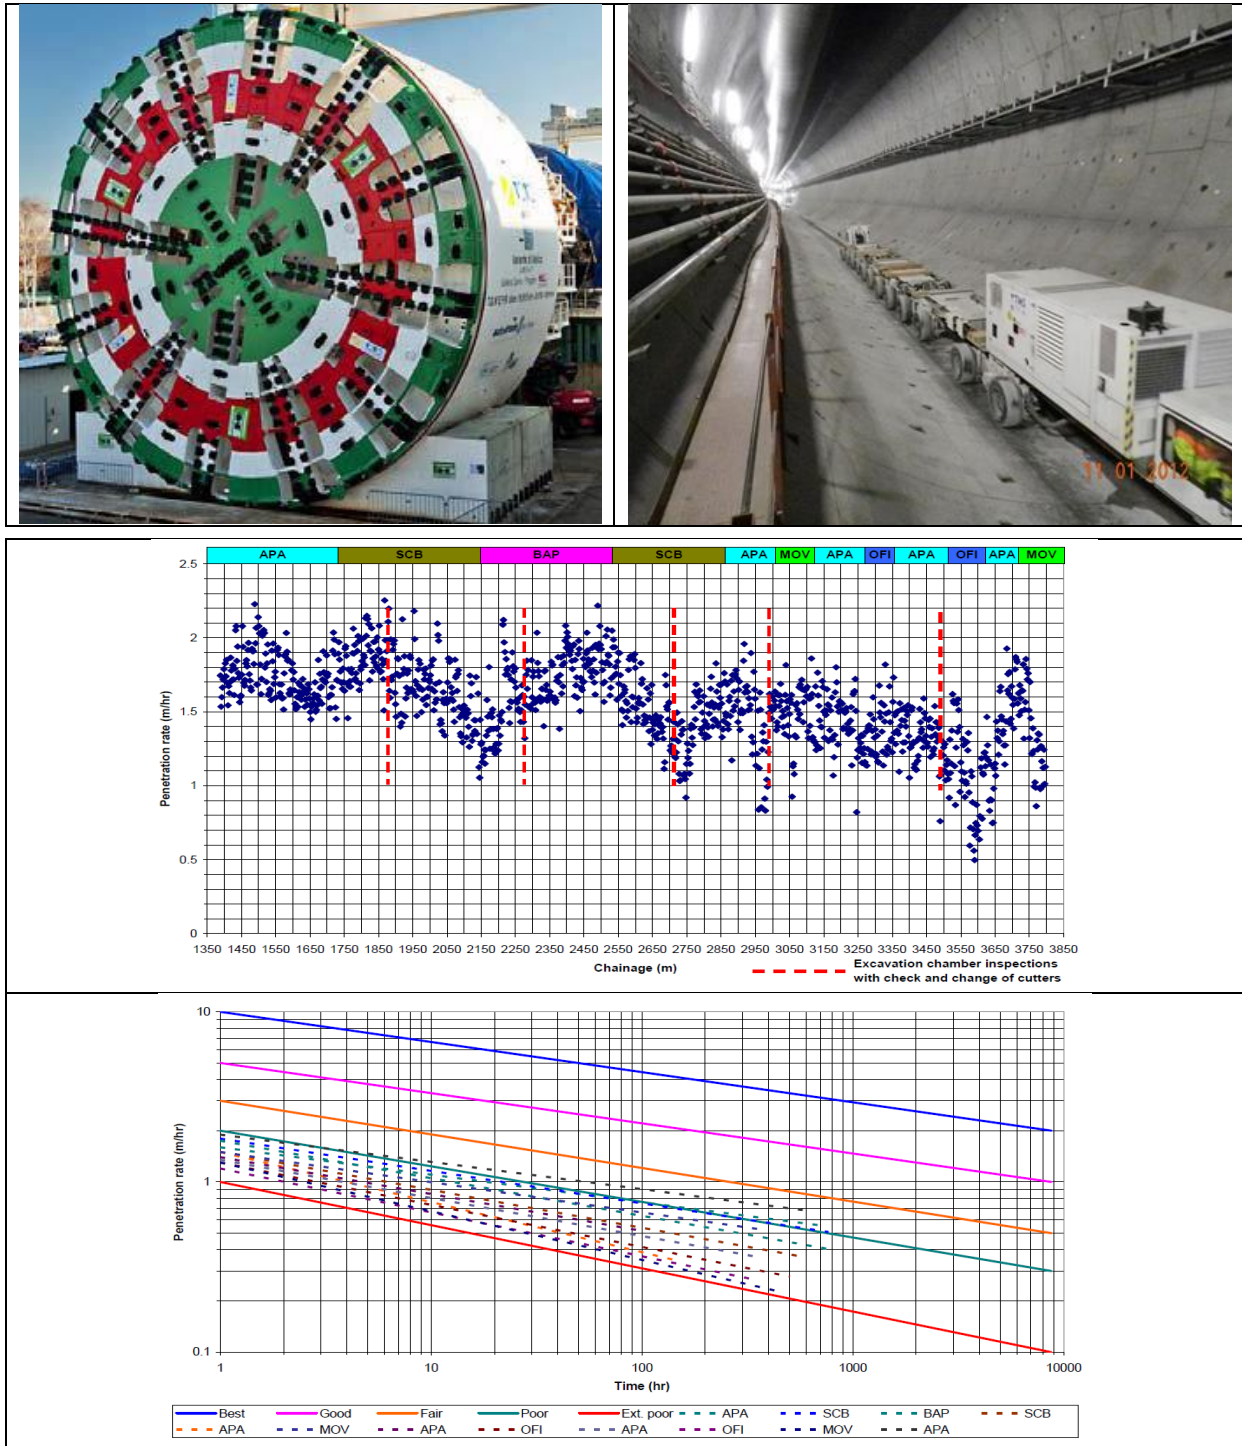 11 01 2012
APA SCB BAP SCB APA MOV APA OFI APA OFI APA MOV
2.5
2
1.5
1
0.5
0
Penetration rate (m/hr)
1350 1450 1550 1650 1750 1850 1950 2050 2150 2250 2350 2450 2550 2650 2750 2850 2950 3050 3150 3250 3350 3450 3550 3650 3750 3850
Chainage (m)
Excavation chamber inspections
with check and change of cutters
10
1
0.1
Penetration rate (m/hr)
1 10 100 1000 10000
Time (hr)
Best Good Fair Poor Ext. poor APA SCB BAP SCB
APA MOV APA OFI APA OFI MOV APA